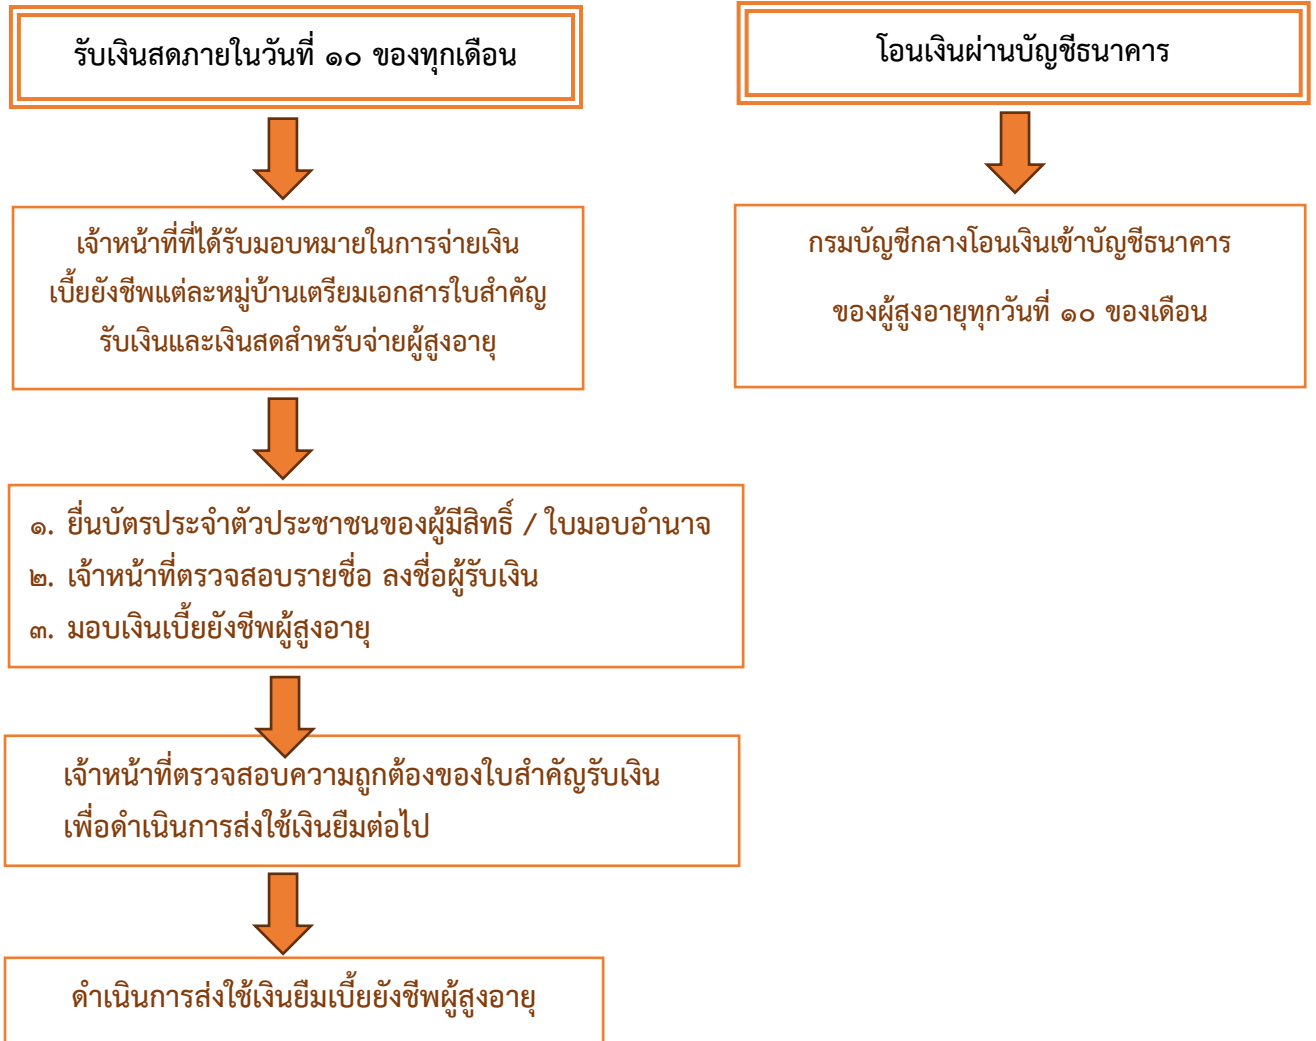 รับเงินสดภายในวันที่ ๑๐ ของทุกเดือน
เจ้าหน้าที่ที่ได้รับมอบหมายในการจ่ายเงิน
เบี้ยยังชีพแต่ละหมู่บ้านเตรียมเอกสารใบสำคัญ
รับเงินและเงินสดสำหรับจ่ายผู้สูงอายุ
๑. ยื่นบัตรประจำตัวประชาชนของผู้มีสิทธิ์ / ใบมอบอำนาจ
๒. เจ้าหน้าที่ตรวจสอบรายชื่อ ลงชื่อผู้รับเงิน
๓. มอบเงินเบี้ยยังชีพผู้สูงอายุ
เจ้าหน้าที่ตรวจสอบความถูกต้องของใบสำคัญรับเงิน
เพื่อดำเนินการส่งใช้เงินยืมต่อไป
ดำเนินการส่งใช้เงินยืมเบี้ยยังชีพผู้สูงอายุ
โอนเงินผ่านบัญชีธนาคาร
กรมบัญชีกลางโอนเงินเข้าบัญชีธนาคาร
ของผู้สูงอายุทุกวันที่ ๑๐ ของเดือน